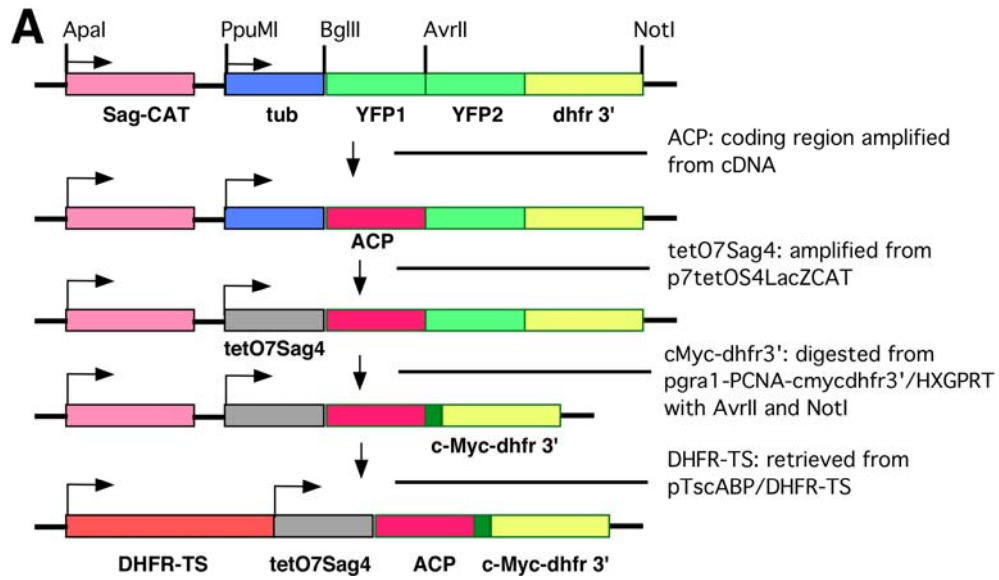 A
ApaI PpuMI BglII AvrII NotI
Sag-CAT tub YFP1 YFP2 dhfr 3'
ACP: coding region amplified
from cDNA
ACP
tetO7Sag4: amplified from
p7tetOS4LacZCAT
tetO7Sag4
cMyc-dhfr3': digested from
pgra1-PCNA-cmycdhfr3'/HXGPRT
with AvrII and NotI
c-Myc-dhfr 3'
DHFR-TS: retrieved from
pTscABP/DHFR-TS
DHFR-TS tetO7Sag4 ACP c-Myc-dhfr 3'